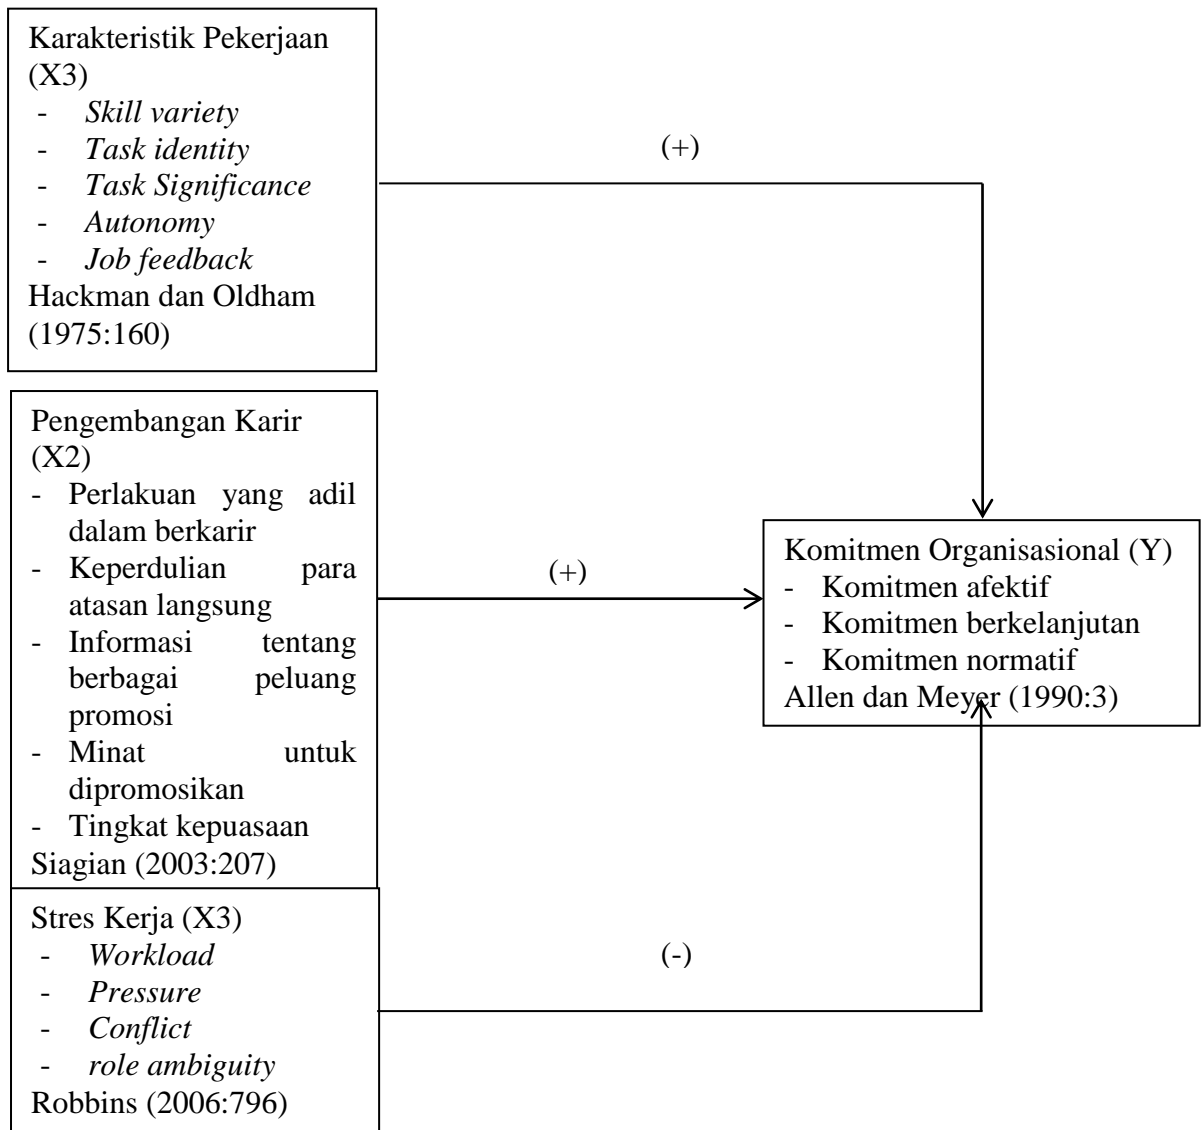 Karakteristik Pekerjaan
(X3)
- Skill variety
- Task identity
- Task Significance
- Autonomy
- Job feedback
Hackman dan Oldham
(1975:160)
(+)
Pengembangan Karir
(X2)
- Perlakuan yang adil
dalam berkarir
- Keperdulian para
atasan langsung
- Informasi tentang
berbagai peluang
promosi
- Minat untuk
dipromosikan
- Tingkat kepuasaan
Siagian (2003:207)
(+)
Komitmen Organisasional (Y)
- Komitmen afektif
- Komitmen berkelanjutan
- Komitmen normatif
Allen dan Meyer (1990:3)
Stres Kerja (X3)
- Workload
- Pressure
- Conflict
- role ambiguity
Robbins (2006:796)
(-)